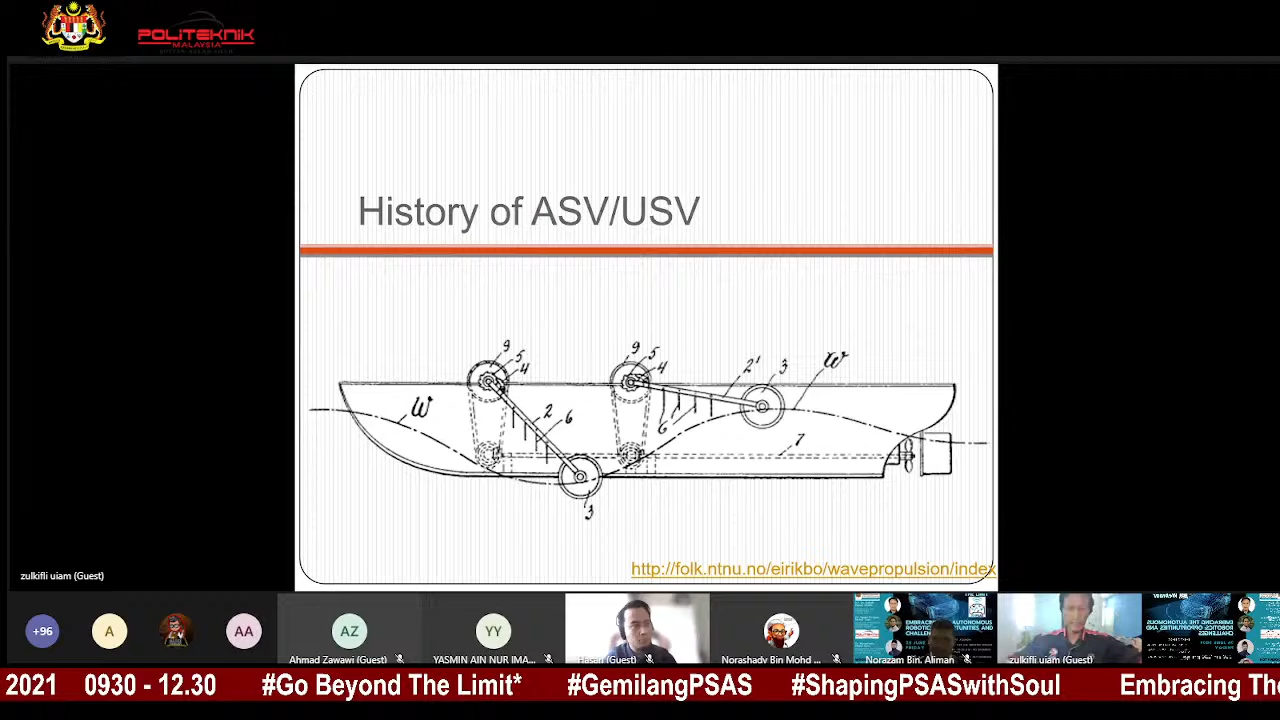 POLITEKNIK
MALAYSIA
History of ASV/USV
9
5
4
9
5
4
2'
3
W
W
2
6
6
7
3
http://folk.ntnu.no/eirikbo/wavepropulsion/index
zulkifli uiam (Guest)
+96
A
AA
AZ
YY
Ahmad Zawawi (Guest)
YASMIN AIN NUR IMA...
Hasan (Guest)
Norashady Bin Mohd ...
Norazam Bin. Aliman
zulkifli uiam (Guest)
2021 0930 - 12.30 #Go Beyond The Limit* #GemilangPSAS #ShapingPSASwithSoul Embracing The